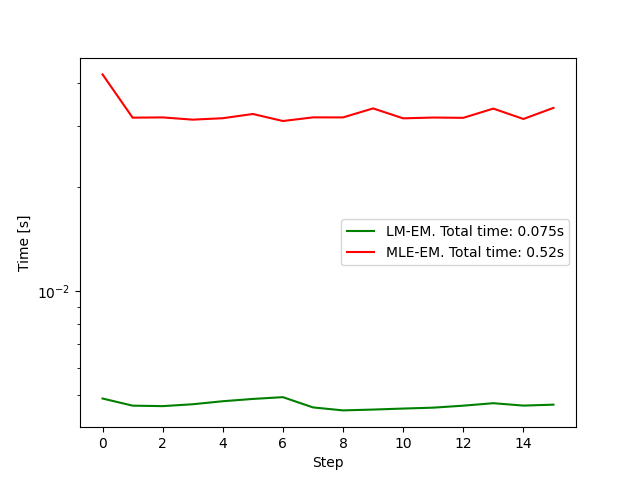 Time [s]
10⁻²
LM-EM. Total time: 0.075s
MLE-EM. Total time: 0.52s
0 2 4 6 8 10 12 14
Step